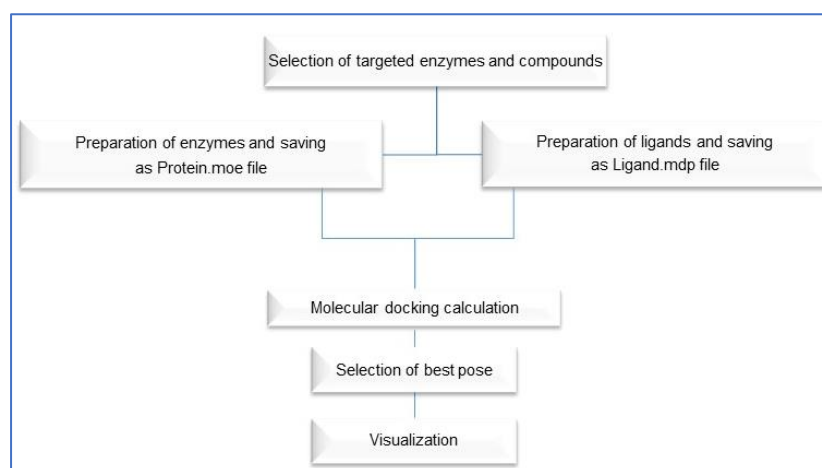 Selection of targeted enzymes and compounds
Preparation of enzymes and saving
as Protein.moe file
Preparation of ligands and saving
as Ligand.mdp file
Molecular docking calculation
Selection of best pose
Visualization